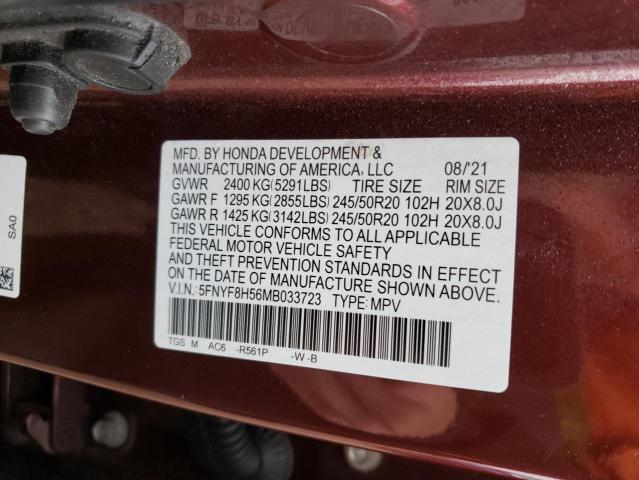 MFD. BY HONDA DEVELOPMENT &
MANUFACTURING OF AMERICA, LLC 08/'21
GVWR 2400 KG(5291LBS) TIRE SIZE RIM SIZE
GAWR F 1295 KG(2855LBS) 245/50R20 102H 20X8.0J
GAWR R 1425 KG(3142LBS) 245/50R20 102H 20X8.0J
THIS VEHICLE CONFORMS TO ALL APPLICABLE
FEDERAL MOTOR VEHICLE SAFETY
AND THEFT PREVENTION STANDARDS IN EFFECT
ON THE DATE OF MANUFACTURE SHOWN ABOVE.
V.I.N.: 5FNYF8H56MB033723 TYPE: MPV
TGS M AC6 -R561P -W-B
SA0